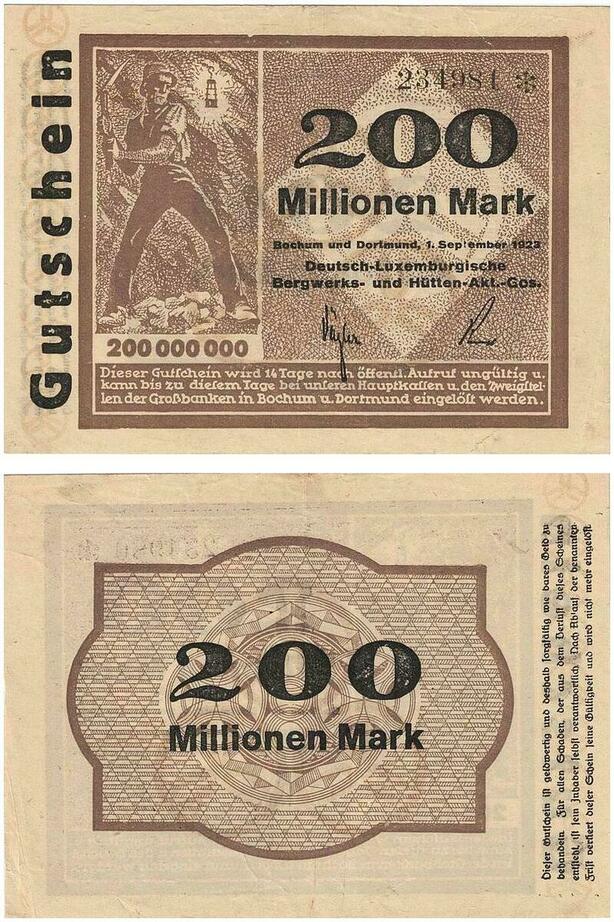 Gutschein
234981 *
200
Millionen Mark
Bochum und Dortmund, 1. September 1923
Deutsch-Luxemburgische
Bergwerks- und Hütten-Akt.-Ges.
Vögler
200 000 000
Dieser Gutschein wird 14 Tage nach öffentl. Aufruf ungültig u.
kann bis zu diesem Tage bei unseren Hauptkassen u. den Zweigstel-
len der Großbanken in Bochum u. Dortmund eingelöst werden.
200
Millionen Mark
Dieser Gutschein ist geldwertig und deshalb sorgfältig wie bares Geld zu
behandeln. Für allen Schaden, der aus dem Verlust dieses Scheines
entsteht, ist sein Inhaber selbst verantwortlich. Nach Ablauf der benannten
Frist verliert dieser Schein seine Gültigkeit und wird nicht mehr eingelöst.